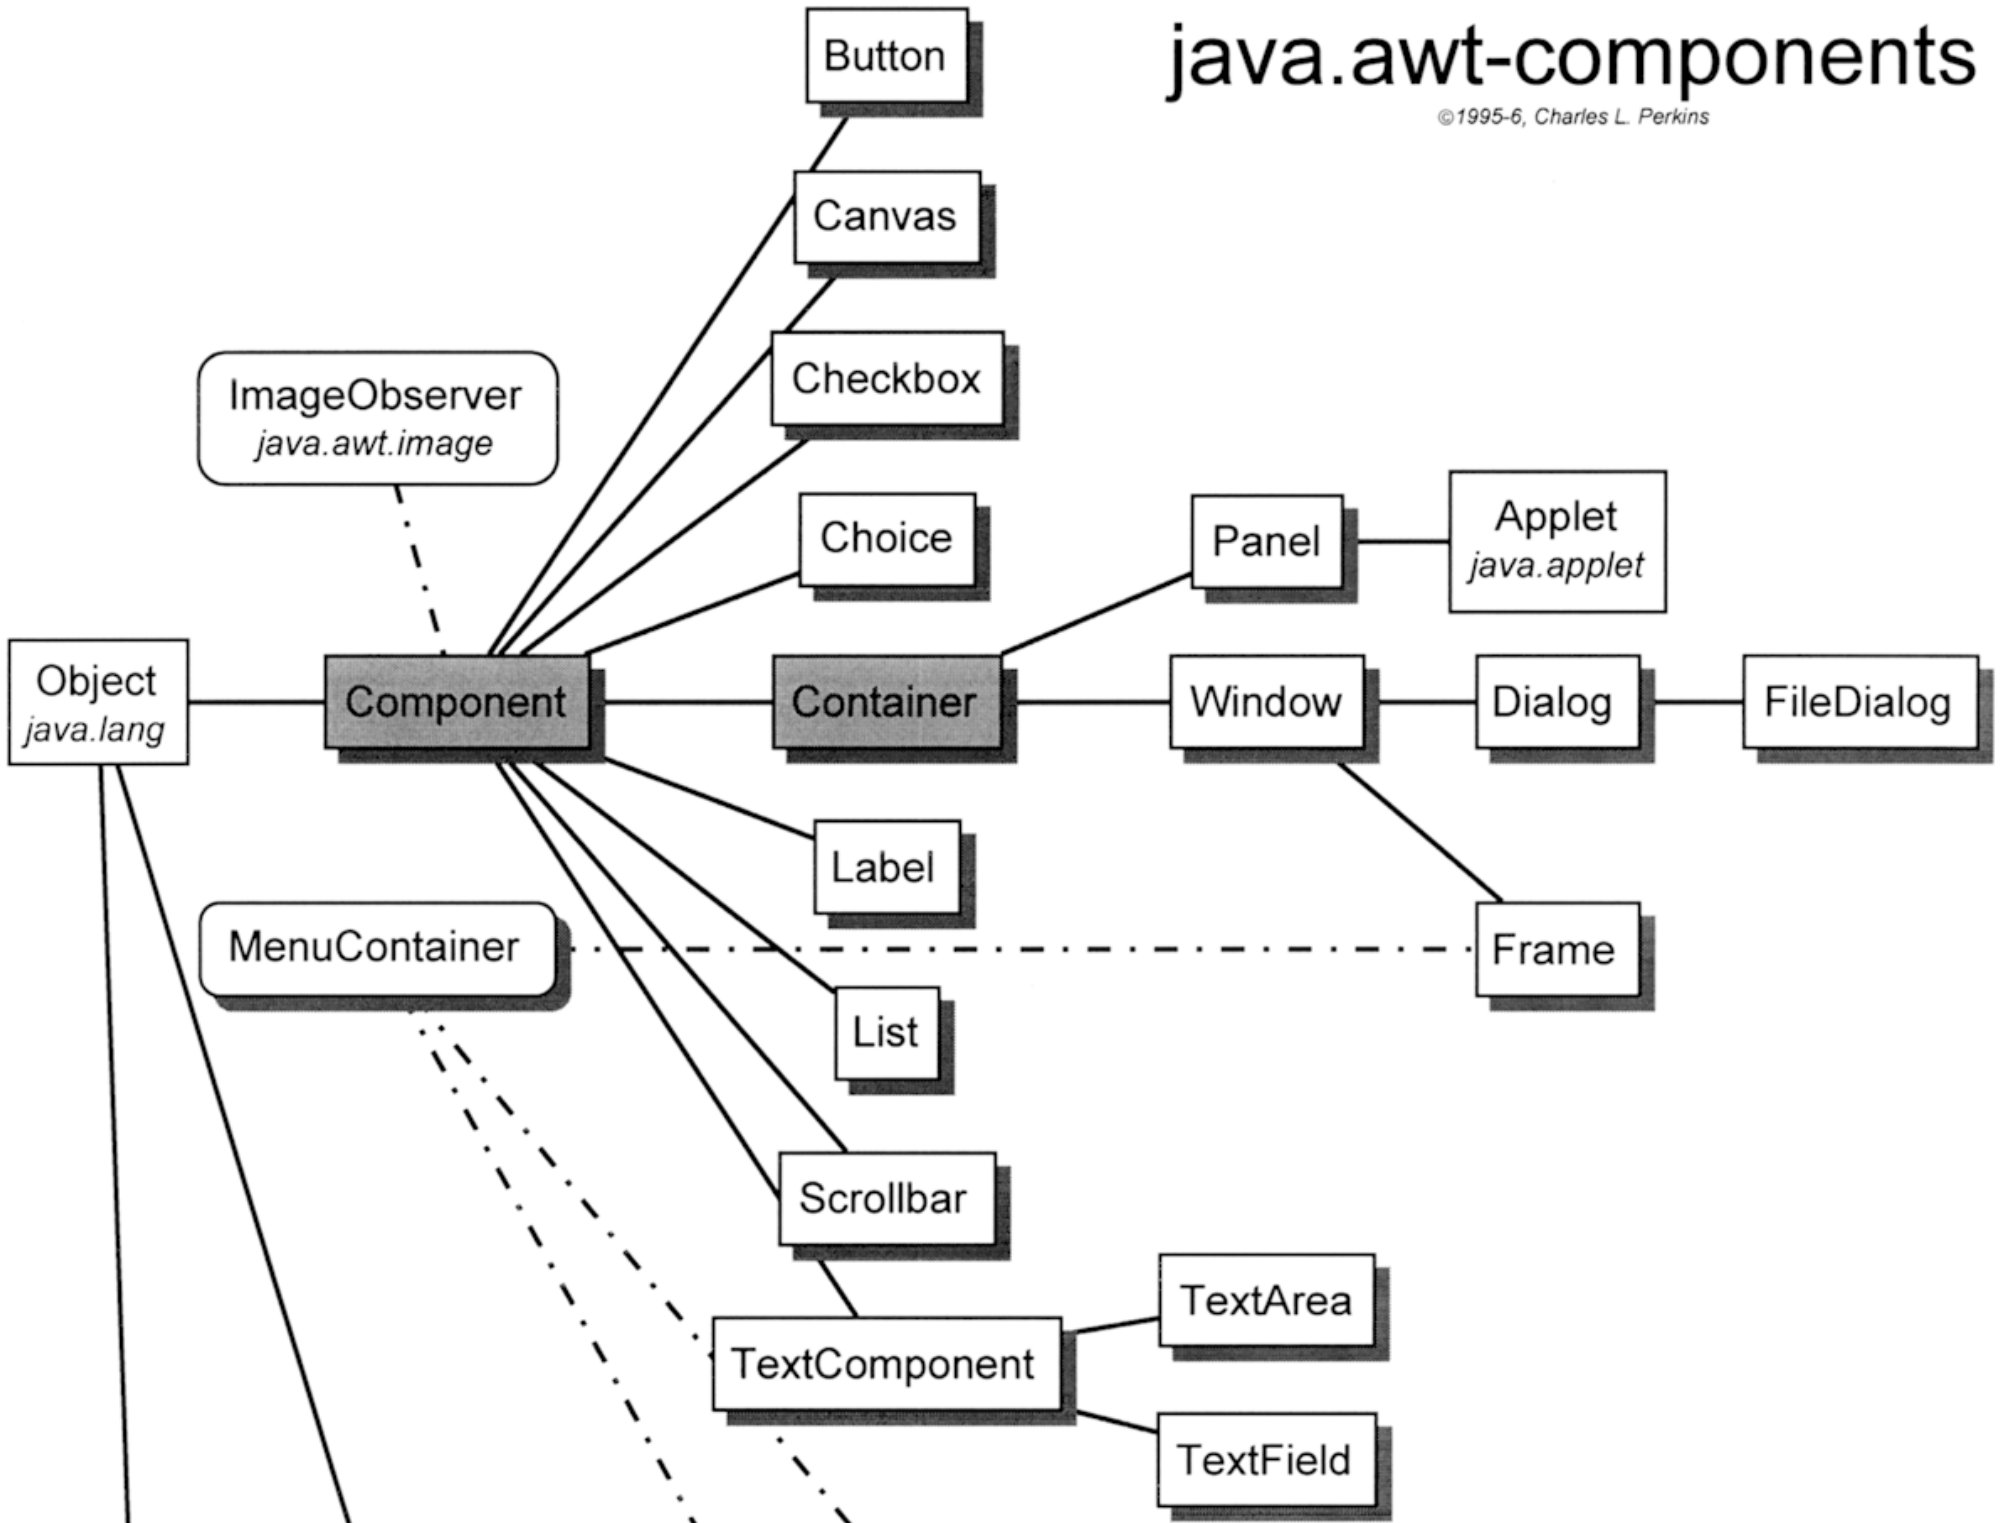 java.awt-components
©1995-6, Charles L. Perkins
Button
Canvas
Checkbox
ImageObserver
java.awt.image
Choice
Panel
Applet
java.applet
Object
java.lang
Component
Container
Window
Dialog
FileDialog
Label
MenuContainer
Frame
List
Scrollbar
TextArea
TextComponent
TextField